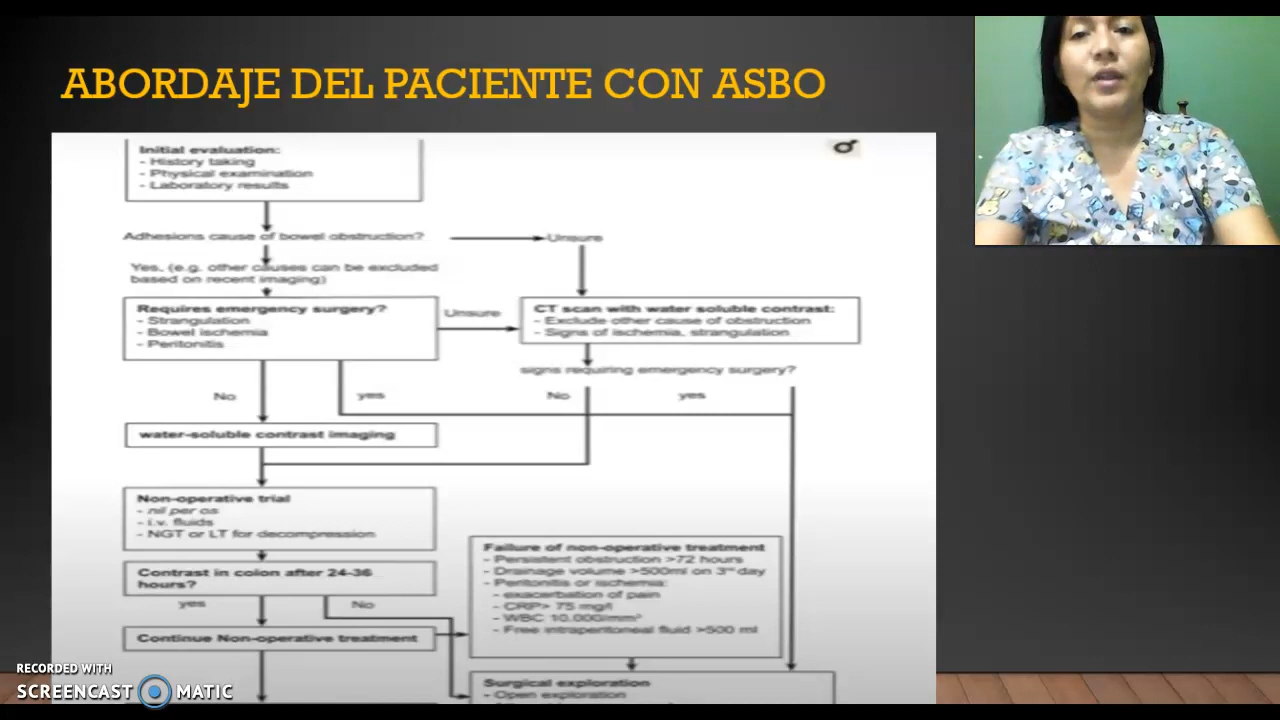 ABORDAJE DEL PACIENTE CON ASBO
Initial evaluation:
- History taking
- Physical examination
- Laboratory results
Adhesions cause of bowel obstruction?
Unsure
Yes, (e.g. other causes can be excluded
based on recent imaging)
Requires emergency surgery?
- Strangulation
- Bowel ischemia
- Peritonitis
Unsure
CT scan with water soluble contrast:
- Exclude other cause of obstruction
- Signs of ischemia, strangulation
signs requiring emergency surgery?
No
yes
No
yes
water-soluble contrast imaging
Non-operative trial
- nil per os
- i.v. fluids
- NGT or LT for decompression
Contrast in colon after 24-36
hours?
yes
No
Continue Non-operative treatment
Failure of non-operative treatment
- Persistent obstruction >72 hours
- Drainage volume >500ml on 3rd day
- Peritonitis or ischemia:
- exacerbation of pain
- CRP> 75 mg/l
- WBC 10.000/mm³
- Free intraperitoneal fluid >500 ml
Surgical exploration
- Open exploration
RECORDED WITH
SCREENCAST MATIC